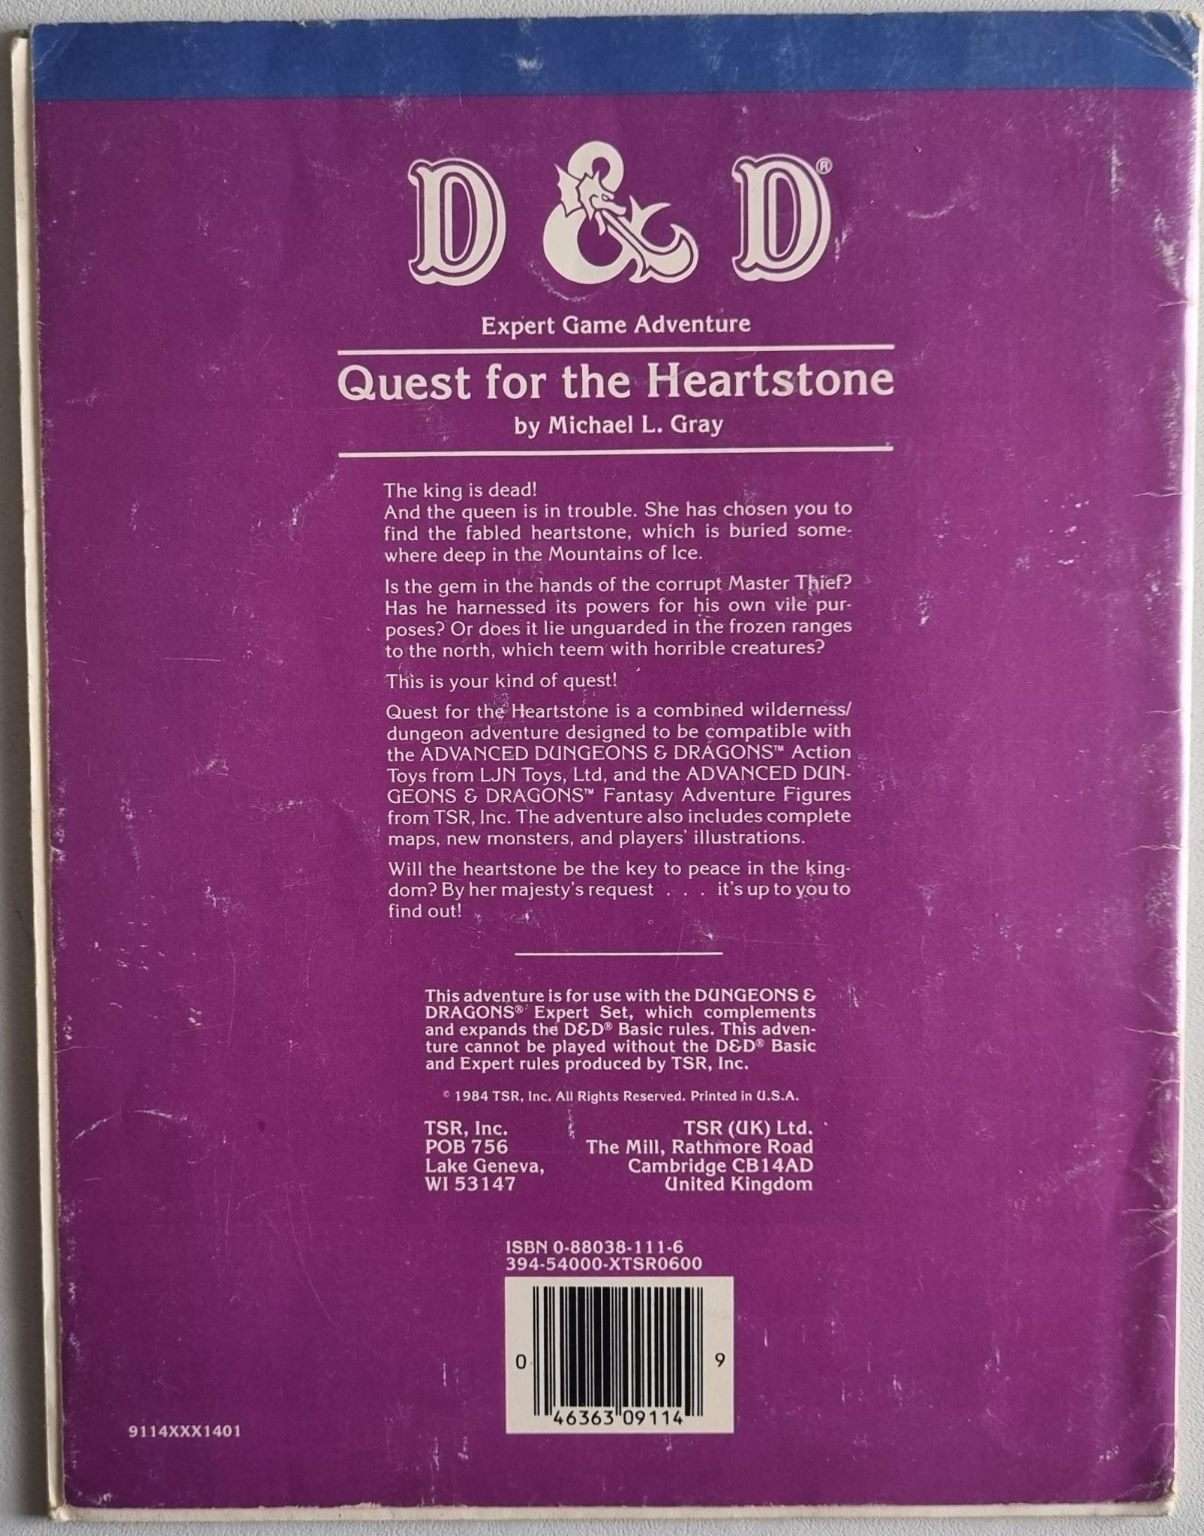 D & D®
Expert Game Adventure
Quest for the Heartstone
by Michael L. Gray
The king is dead!
And the queen is in trouble. She has chosen you to
find the fabled heartstone, which is buried some-
where deep in the Mountains of Ice.
Is the gem in the hands of the corrupt Master Thief?
Has he harnessed its powers for his own vile pur-
poses? Or does it lie unguarded in the frozen ranges
to the north, which teem with horrible creatures?
This is your kind of quest!
Quest for the Heartstone is a combined wilderness/
dungeon adventure designed to be compatible with
the ADVANCED DUNGEONS & DRAGONS™ Action
Toys from LJN Toys, Ltd, and the ADVANCED DUN-
GEONS & DRAGONS™ Fantasy Adventure Figures
from TSR, Inc. The adventure also includes complete
maps, new monsters, and players' illustrations.
Will the heartstone be the key to peace in the king-
dom? By her majesty's request . . . it's up to you to
find out!
This adventure is for use with the DUNGEONS &
DRAGONS® Expert Set, which complements
and expands the D&D® Basic rules. This adven-
ture cannot be played without the D&D® Basic
and Expert rules produced by TSR, Inc.
© 1984 TSR, Inc. All Rights Reserved. Printed in U.S.A.
TSR, Inc.
POB 756
Lake Geneva,
WI 53147
TSR (UK) Ltd.
The Mill, Rathmore Road
Cambridge CB14AD
United Kingdom
ISBN 0-88038-111-6
394-54000-XTSR0600
0 46363 09114 9
9114XXX1401